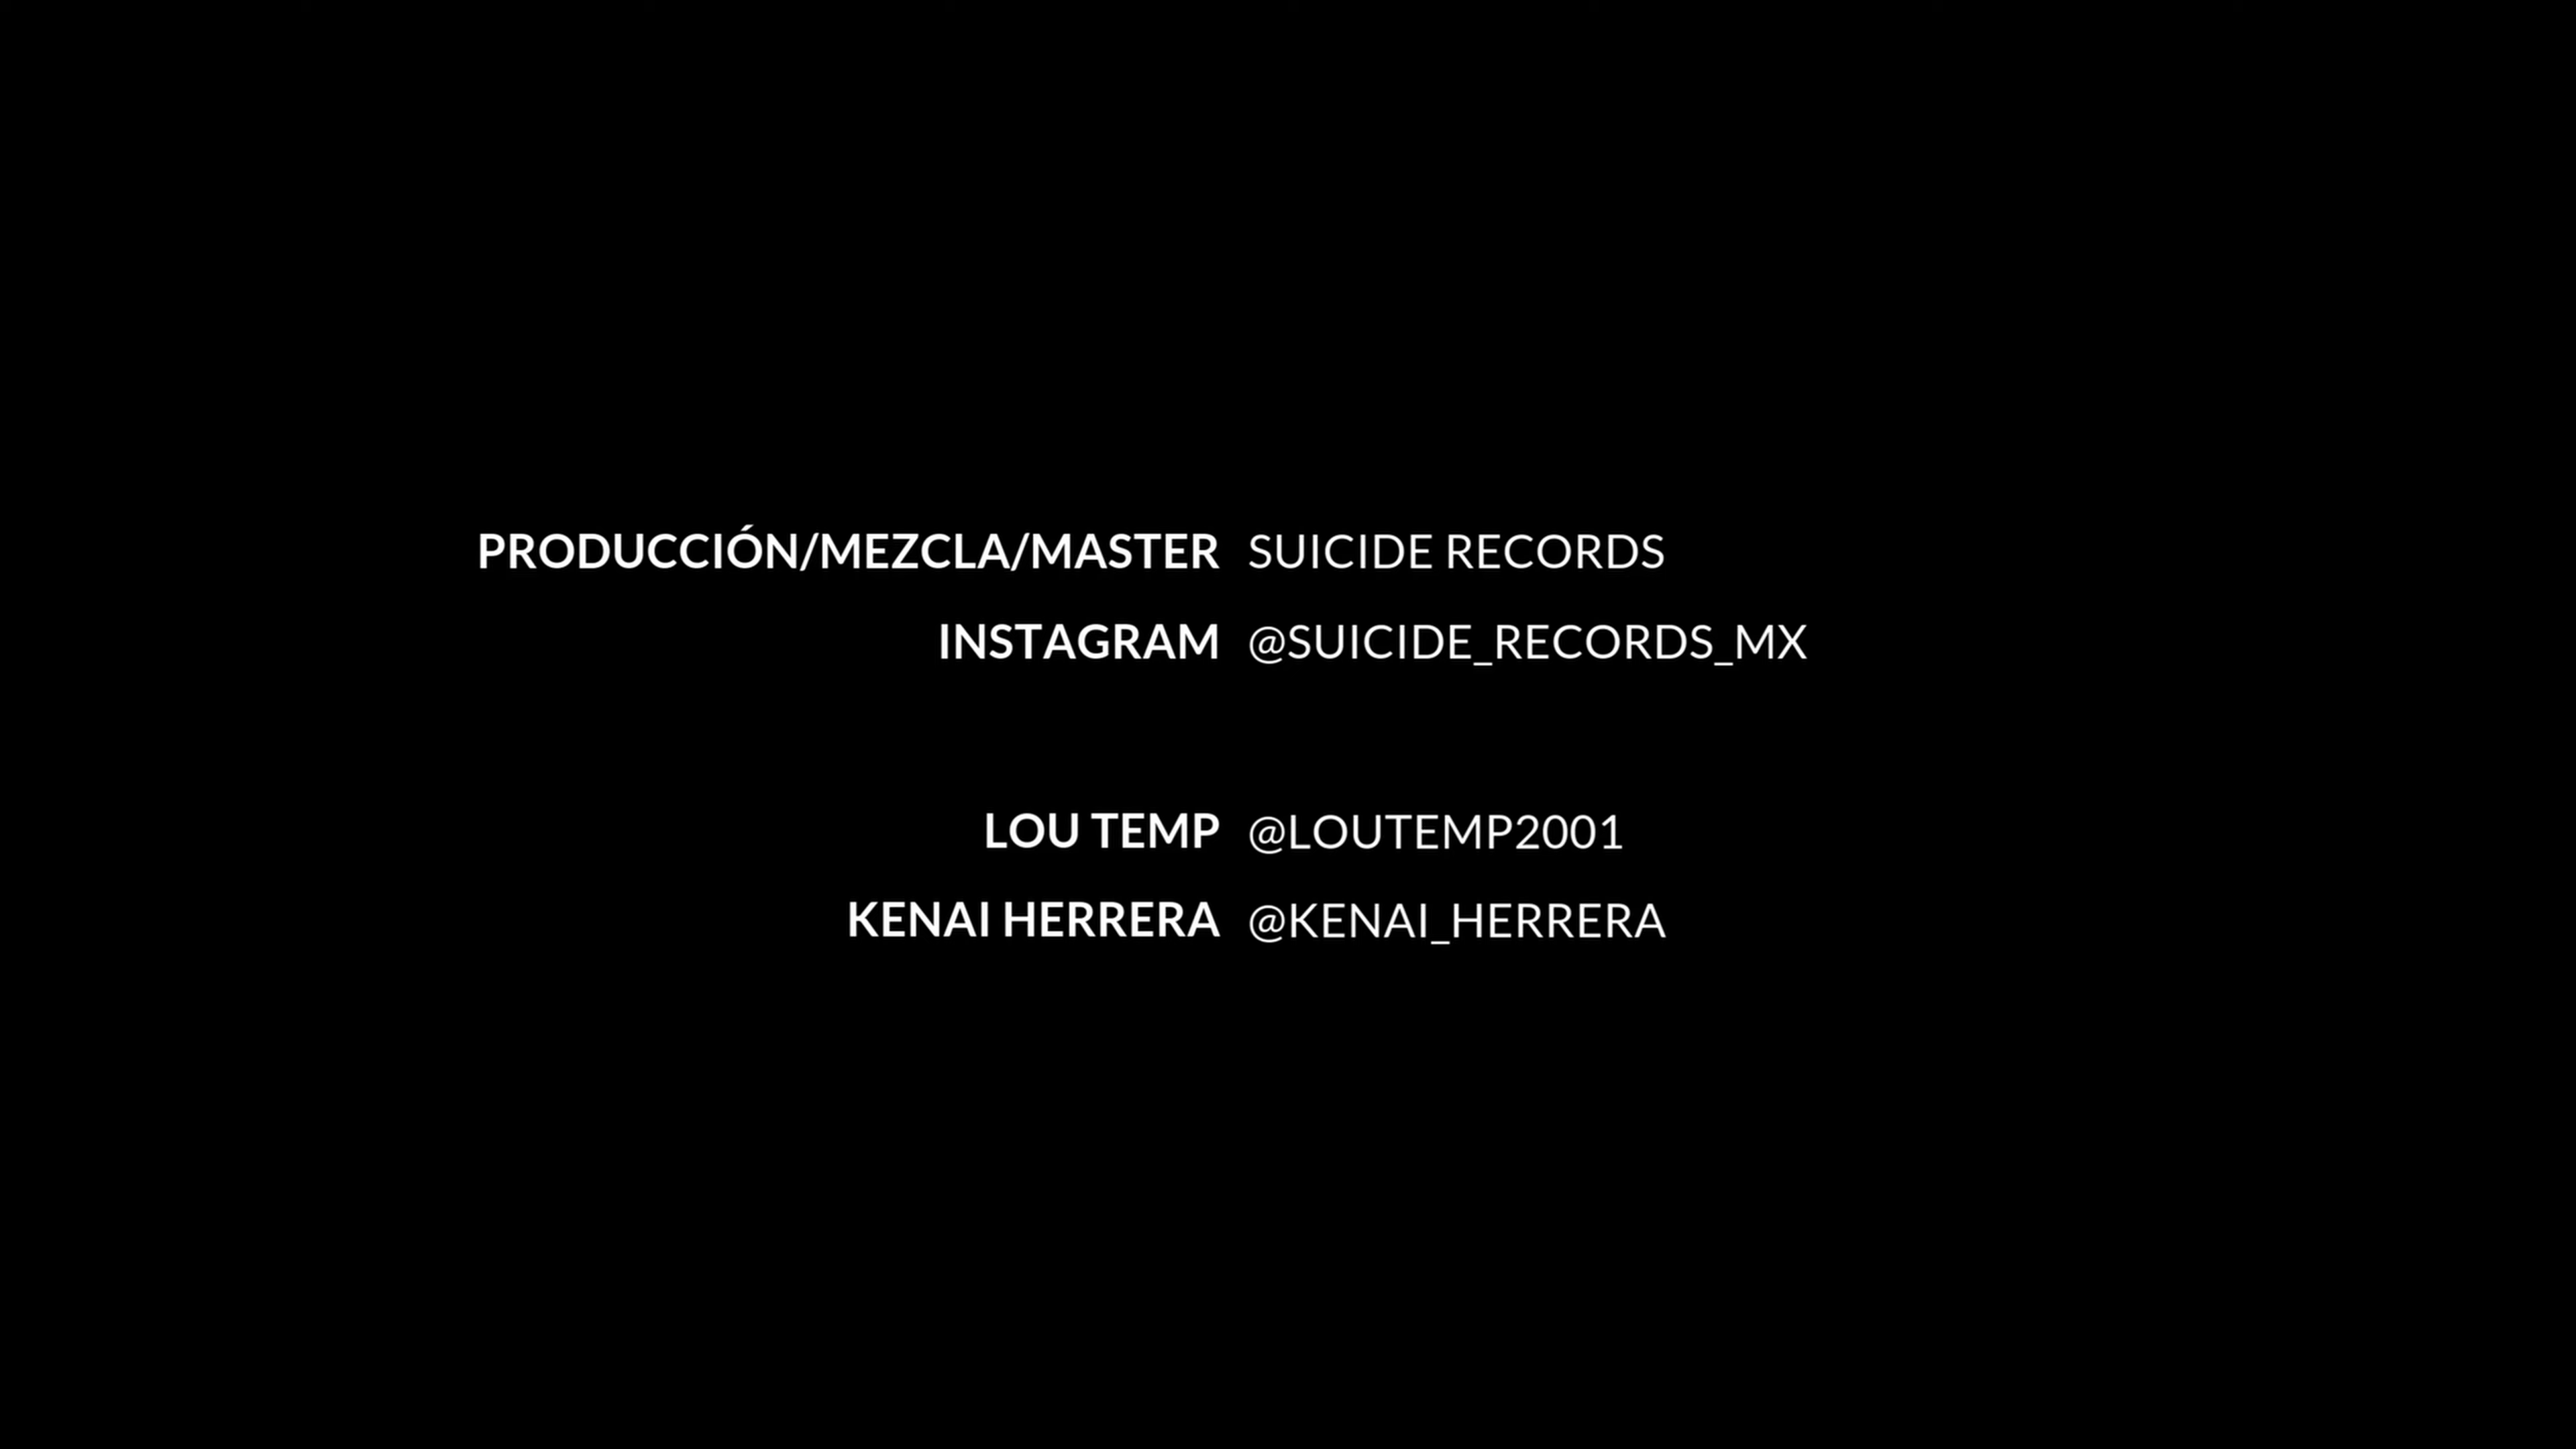 PRODUCCIÓN/MEZCLA/MASTER SUICIDE RECORDS
INSTAGRAM @SUICIDE_RECORDS_MX
LOU TEMP @LOUTEMP2001
KENAI HERRERA @KENAI_HERRERA